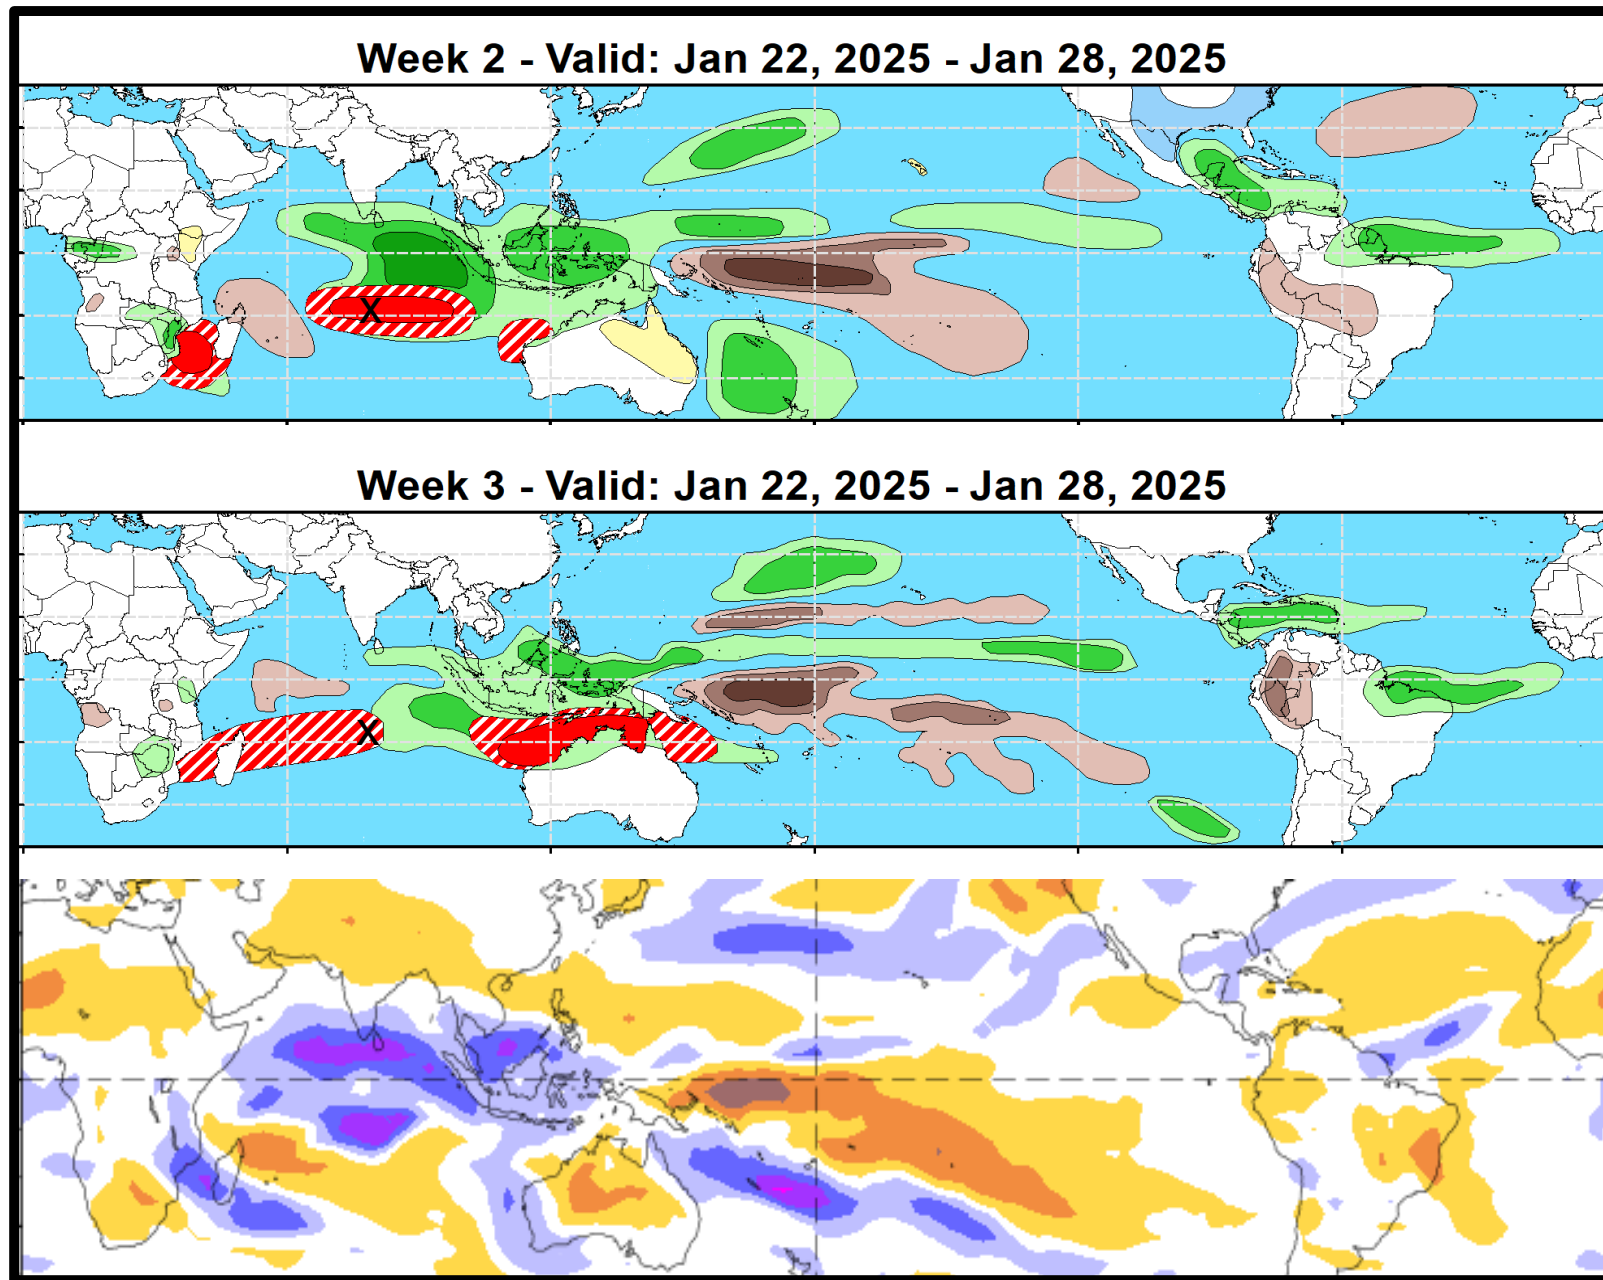 Week 2 - Valid: Jan 22, 2025 - Jan 28, 2025
X
Week 3 - Valid: Jan 22, 2025 - Jan 28, 2025
X